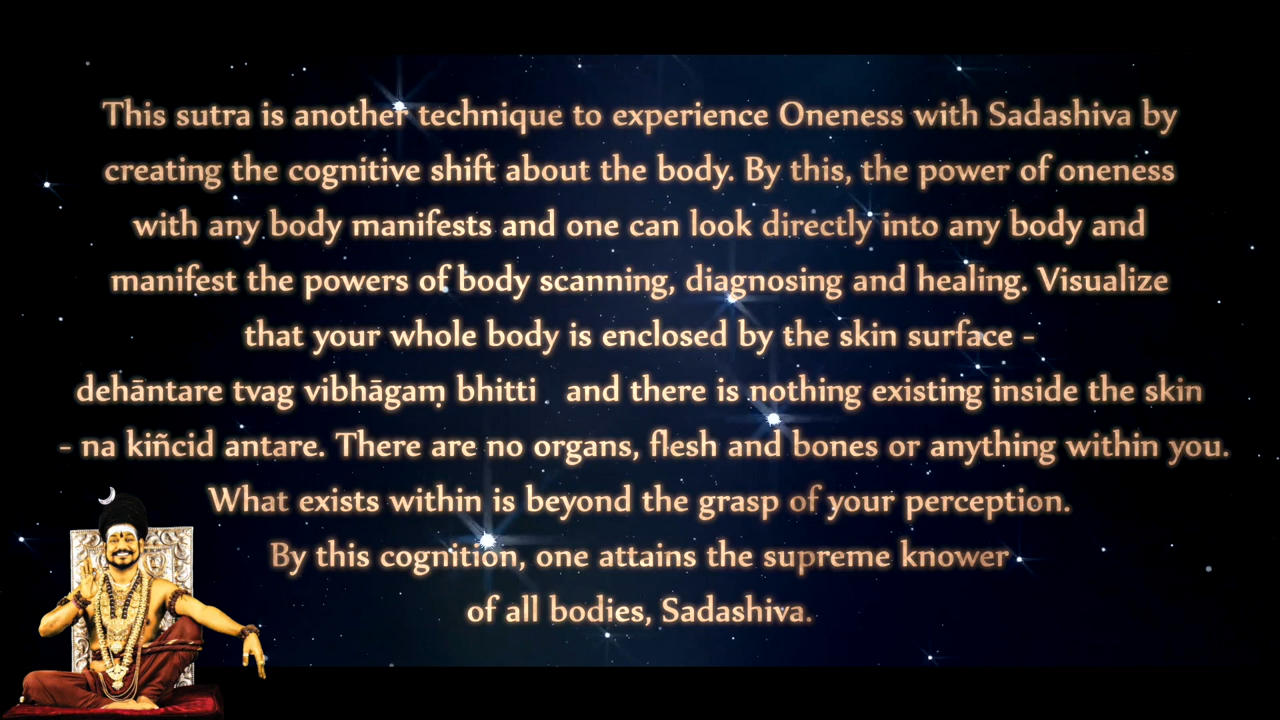 This sutra is another technique to experience Oneness with Sadashiva by
creating the cognitive shift about the body. By this, the power of oneness
with any body manifests and one can look directly into any body and
manifest the powers of body scanning, diagnosing and healing. Visualize
that your whole body is enclosed by the skin surface -
dehāntare tvag vibhāgaṃ bhitti and there is nothing existing inside the skin
- na kiñcid antare. There are no organs, flesh and bones or anything within you.
What exists within is beyond the grasp of your perception.
By this cognition, one attains the supreme knower
of all bodies, Sadashiva.